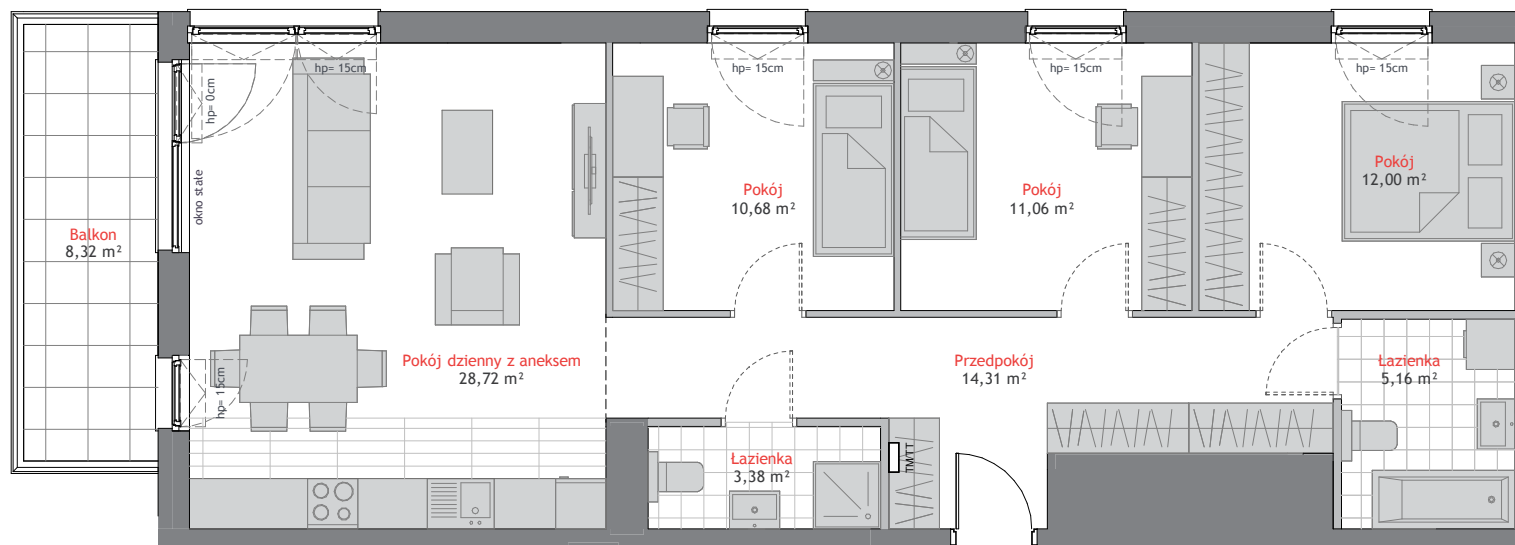 hp= 15cm
hp= 15cm
hp= 15cm
hp= 15cm
hp= 0cm
okno stałe
Balkon
8,32 m²
Pokój
10,68 m²
Pokój
11,06 m²
Pokój
12,00 m²
Pokój dzienny z aneksem
28,72 m²
hp= 15cm
Przedpokój
14,31 m²
Łazienka
5,16 m²
Łazienka
3,38 m²
TMTT